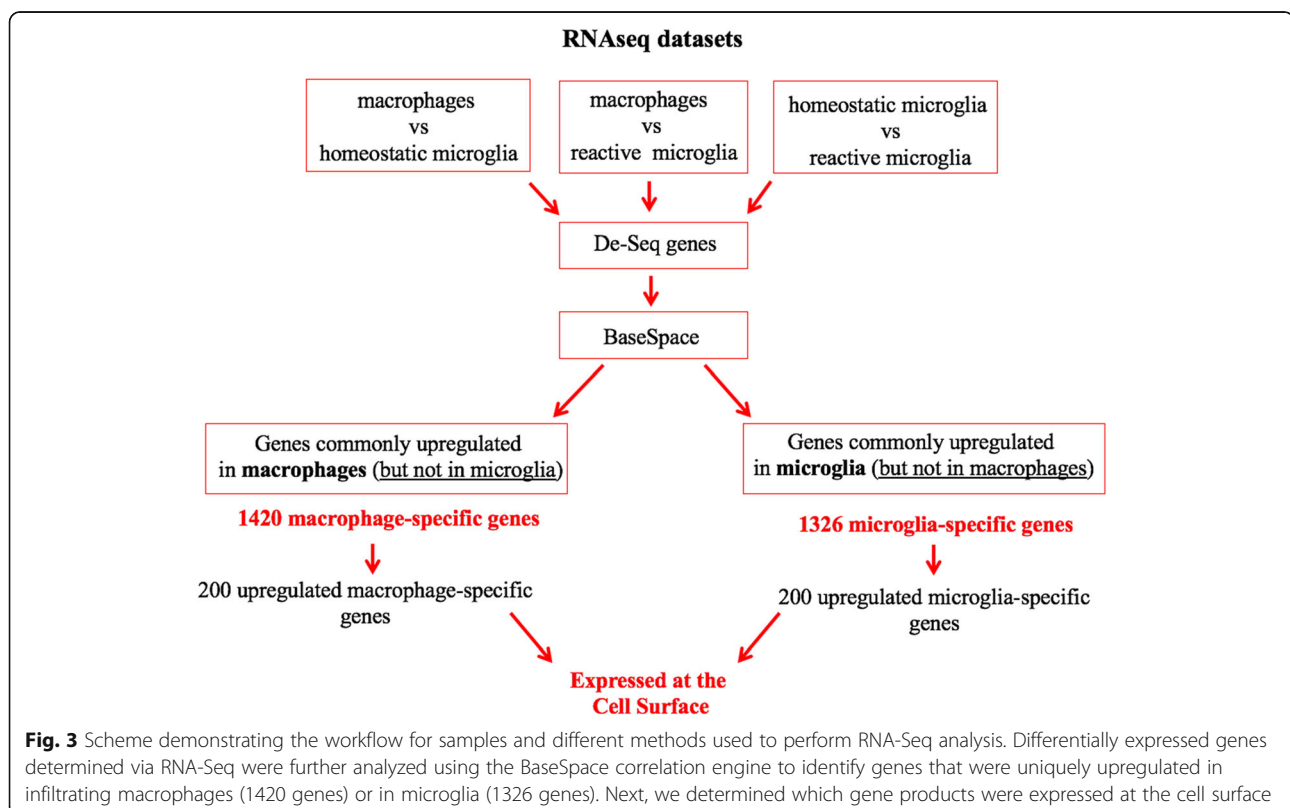 RNAseq datasets
macrophages
vs
homeostatic microglia
macrophages
vs
reactive microglia
homeostatic microglia
vs
reactive microglia
De-Seq genes
BaseSpace
Genes commonly upregulated
in macrophages (but not in microglia)
Genes commonly upregulated
in microglia (but not in macrophages)
1420 macrophage-specific genes
1326 microglia-specific genes
200 upregulated macrophage-specific
genes
200 upregulated microglia-specific
genes
Expressed at the
Cell Surface
Fig. 3 Scheme demonstrating the workflow for samples and different methods used to perform RNA-Seq analysis. Differentially expressed genes
determined via RNA-Seq were further analyzed using the BaseSpace correlation engine to identify genes that were uniquely upregulated in
infiltrating macrophages (1420 genes) or in microglia (1326 genes). Next, we determined which gene products were expressed at the cell surface